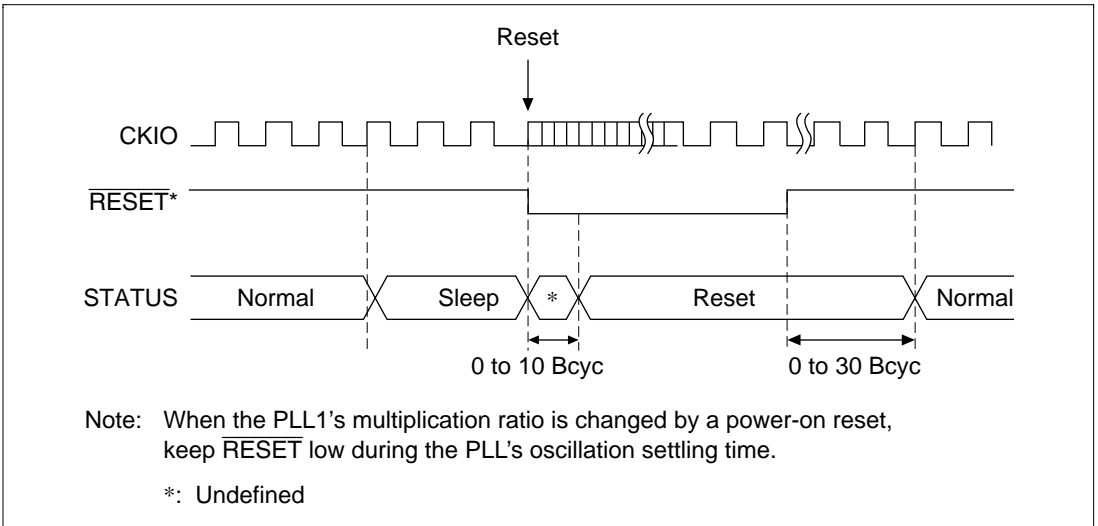 Reset
CKIO
RESET*
STATUS Normal Sleep * Reset Normal
0 to 10 Bcyc 0 to 30 Bcyc
Note: When the PLL1's multiplication ratio is changed by a power-on reset,
keep RESET low during the PLL's oscillation settling time.
*: Undefined